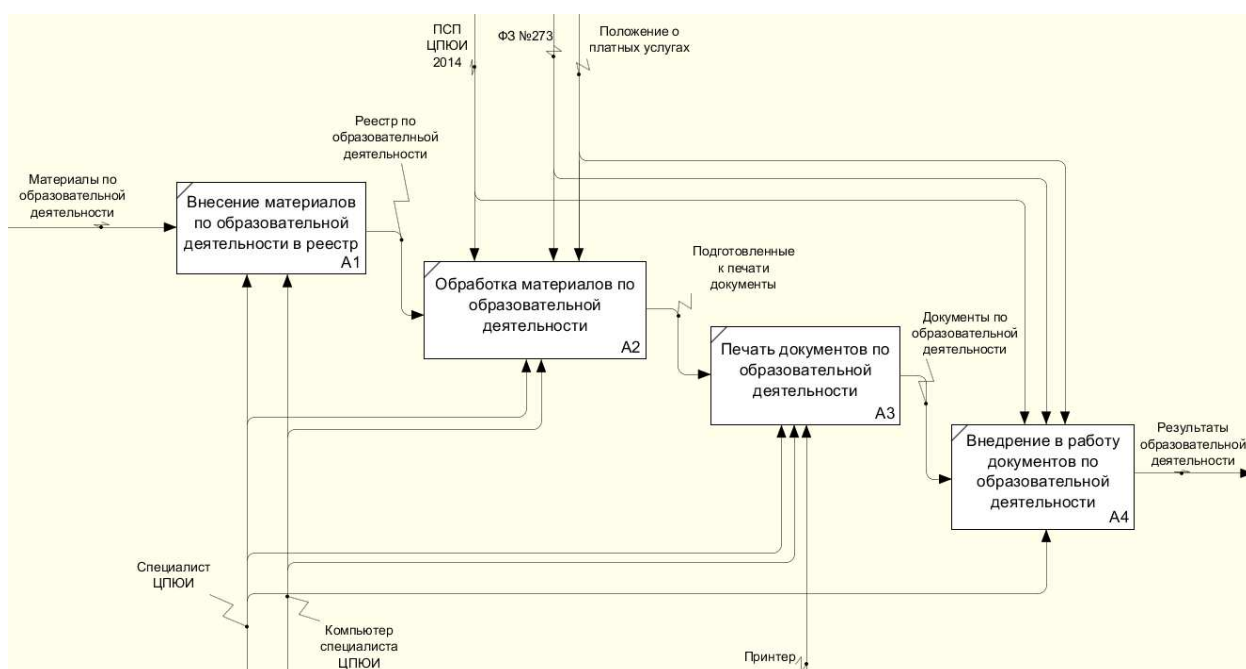 ПСП
ЦПЮИ
2014
ФЗ №273
Положение о
платных услугах
Реестр по
образователньой
деятельности
Материалы по
образовательной
деятельности
Внесение материалов
по образовательной
деятельности в реестр
A1
Обработка материалов по
образовательной
деятельности
A2
Подготовленные
к печати
документы
Печать документов по
образовательной
деятельности
A3
Документы по
образовательной
деятельности
Внедрение в работу
документов по
образовательной
деятельности
A4
Результаты
образовательной
деятельности
Специалист
ЦПЮИ
Компьютер
специалиста
ЦПЮИ
Принтер